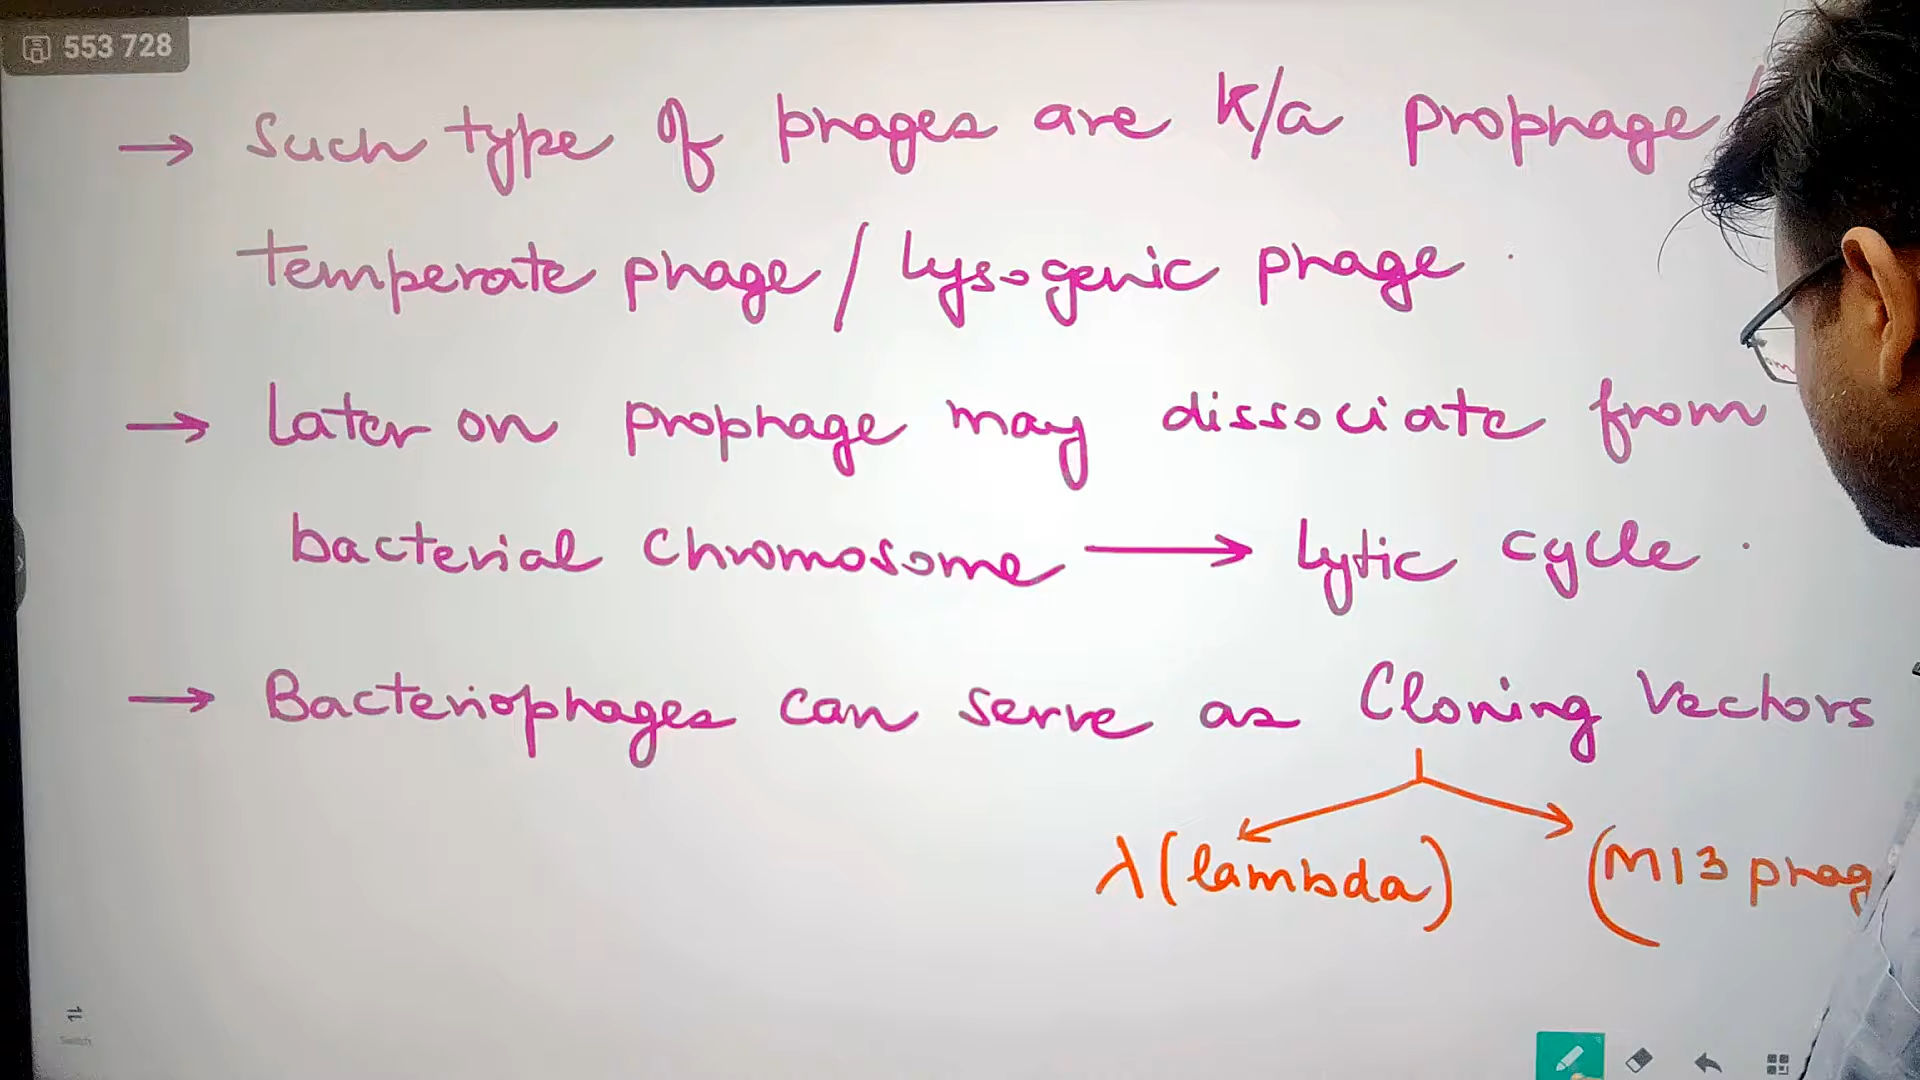 553 728
→ Such type of phages are k/a prophage /
temperate phage / lysogenic phage .
→ Later on prophage may dissociate from
bacterial chromosome → lytic cycle .
→ Bacteriophages can serve as Cloning Vectors
λ (lambda) (M13 phag
Switch